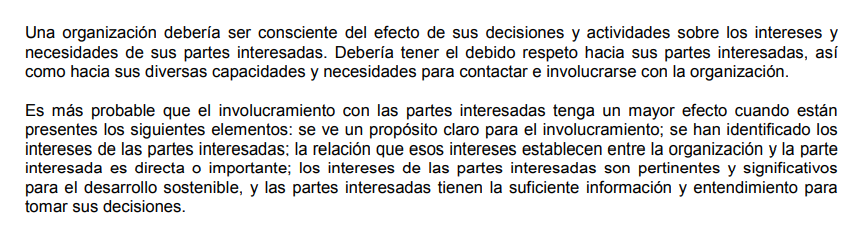 Una organización debería ser consciente del efecto de sus decisiones y actividades sobre los intereses y
necesidades de sus partes interesadas. Debería tener el debido respeto hacia sus partes interesadas, así
como hacia sus diversas capacidades y necesidades para contactar e involucrarse con la organización.
Es más probable que el involucramiento con las partes interesadas tenga un mayor efecto cuando están
presentes los siguientes elementos: se ve un propósito claro para el involucramiento; se han identificado los
intereses de las partes interesadas; la relación que esos intereses establecen entre la organización y la parte
interesada es directa o importante; los intereses de las partes interesadas son pertinentes y significativos
para el desarrollo sostenible, y las partes interesadas tienen la suficiente información y entendimiento para
tomar sus decisiones.